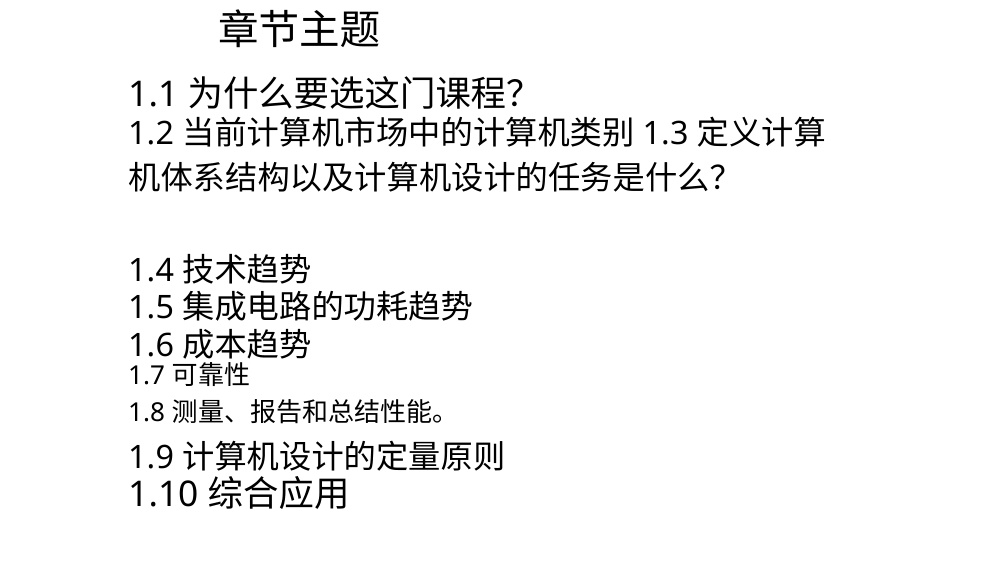 章节主题
1.1 为什么要选这门课程？
1.2 当前计算机市场中的计算机类别 1.3 定义计算
机体系结构以及计算机设计的任务是什么？
1.4 技术趋势
1.5 集成电路的功耗趋势
1.6 成本趋势
1.7 可靠性
1.8 测量、报告和总结性能。
1.9 计算机设计的定量原则
1.10 综合应用